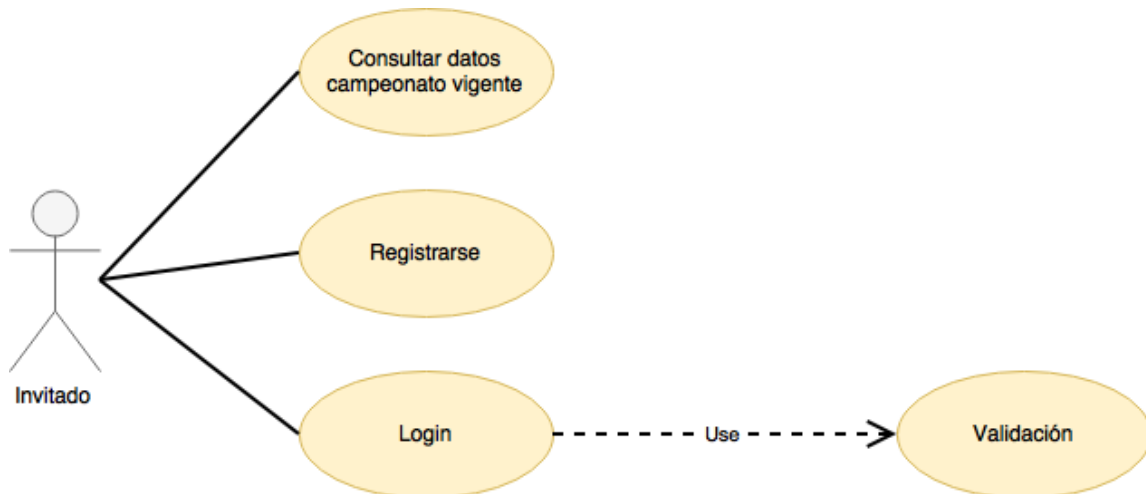 Consultar datos
campeonato vigente
Registrarse
Invitado
Login
Use
Validación